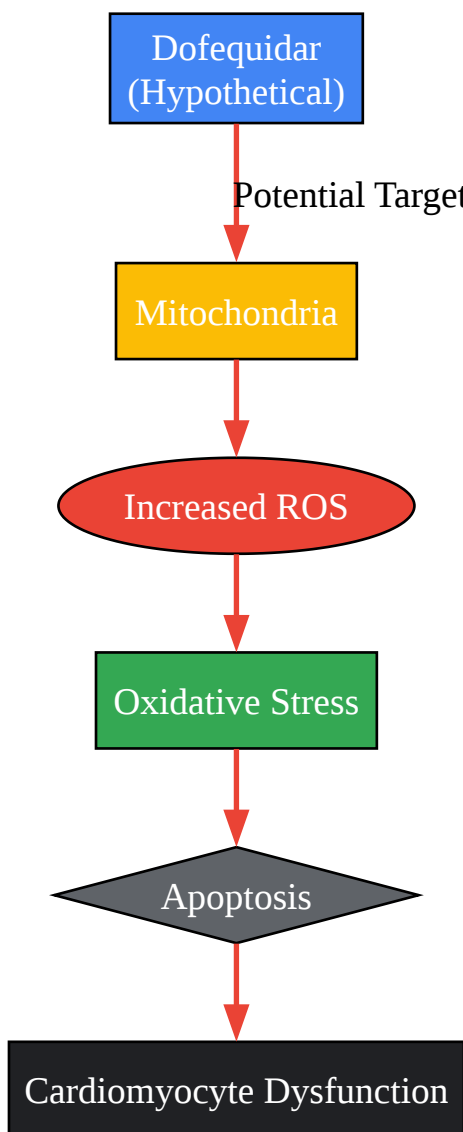 Dofequidar
(Hypothetical)
Potential Target
Mitochondria
Increased ROS
Oxidative Stress
Apoptosis
Cardiomyocyte Dysfunction